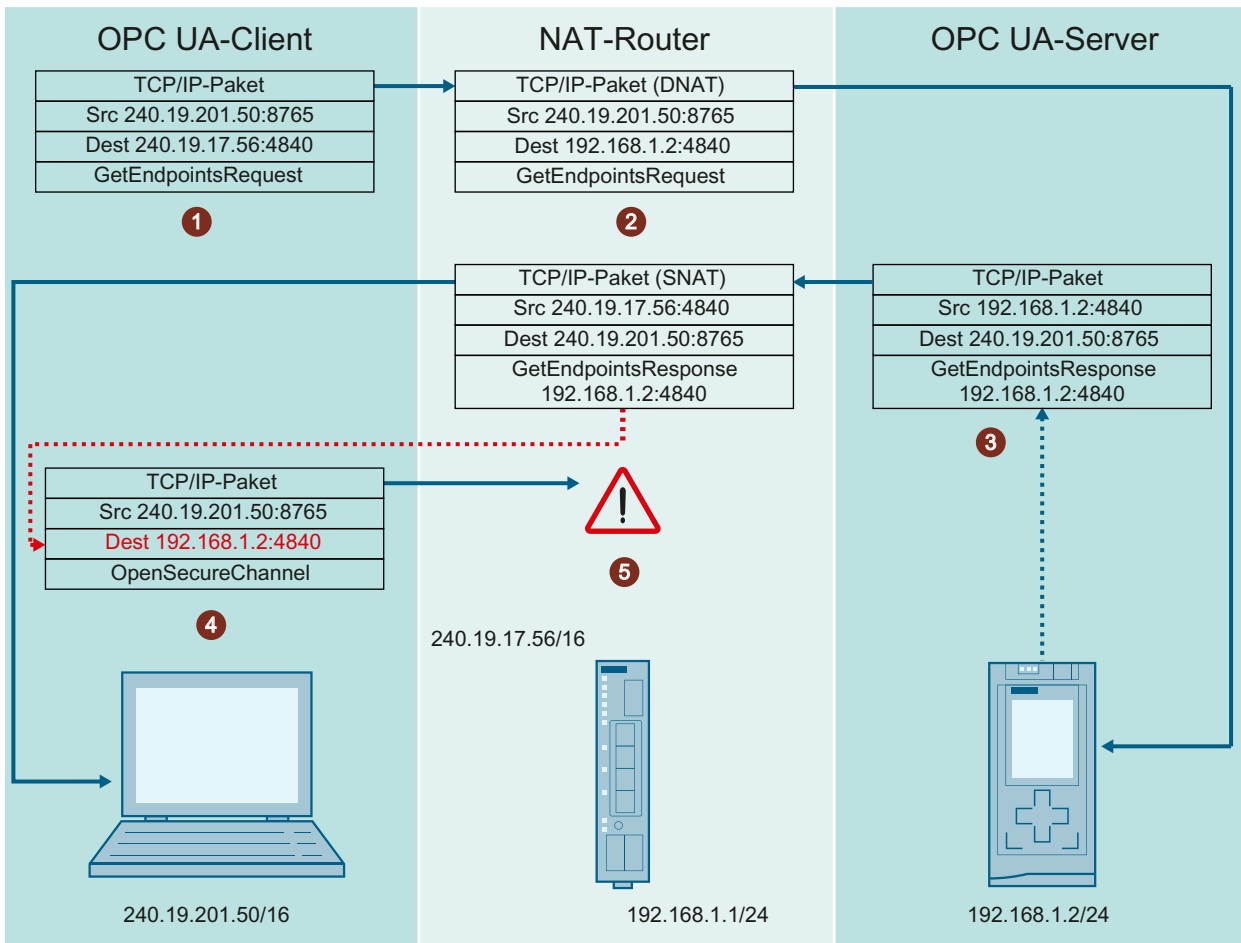 OPC UA-Client
NAT-Router
OPC UA-Server
TCP/IP-Paket
Src 240.19.201.50:8765
Dest 240.19.17.56:4840
GetEndpointsRequest
1
TCP/IP-Paket (DNAT)
Src 240.19.201.50:8765
Dest 192.168.1.2:4840
GetEndpointsRequest
2
TCP/IP-Paket (SNAT)
Src 240.19.17.56:4840
Dest 240.19.201.50:8765
GetEndpointsResponse
192.168.1.2:4840
TCP/IP-Paket
Src 192.168.1.2:4840
Dest 240.19.201.50:8765
GetEndpointsResponse
192.168.1.2:4840
3
TCP/IP-Paket
Src 240.19.201.50:8765
Dest 192.168.1.2:4840
OpenSecureChannel
4
!
5
240.19.17.56/16
240.19.201.50/16
192.168.1.1/24
192.168.1.2/24